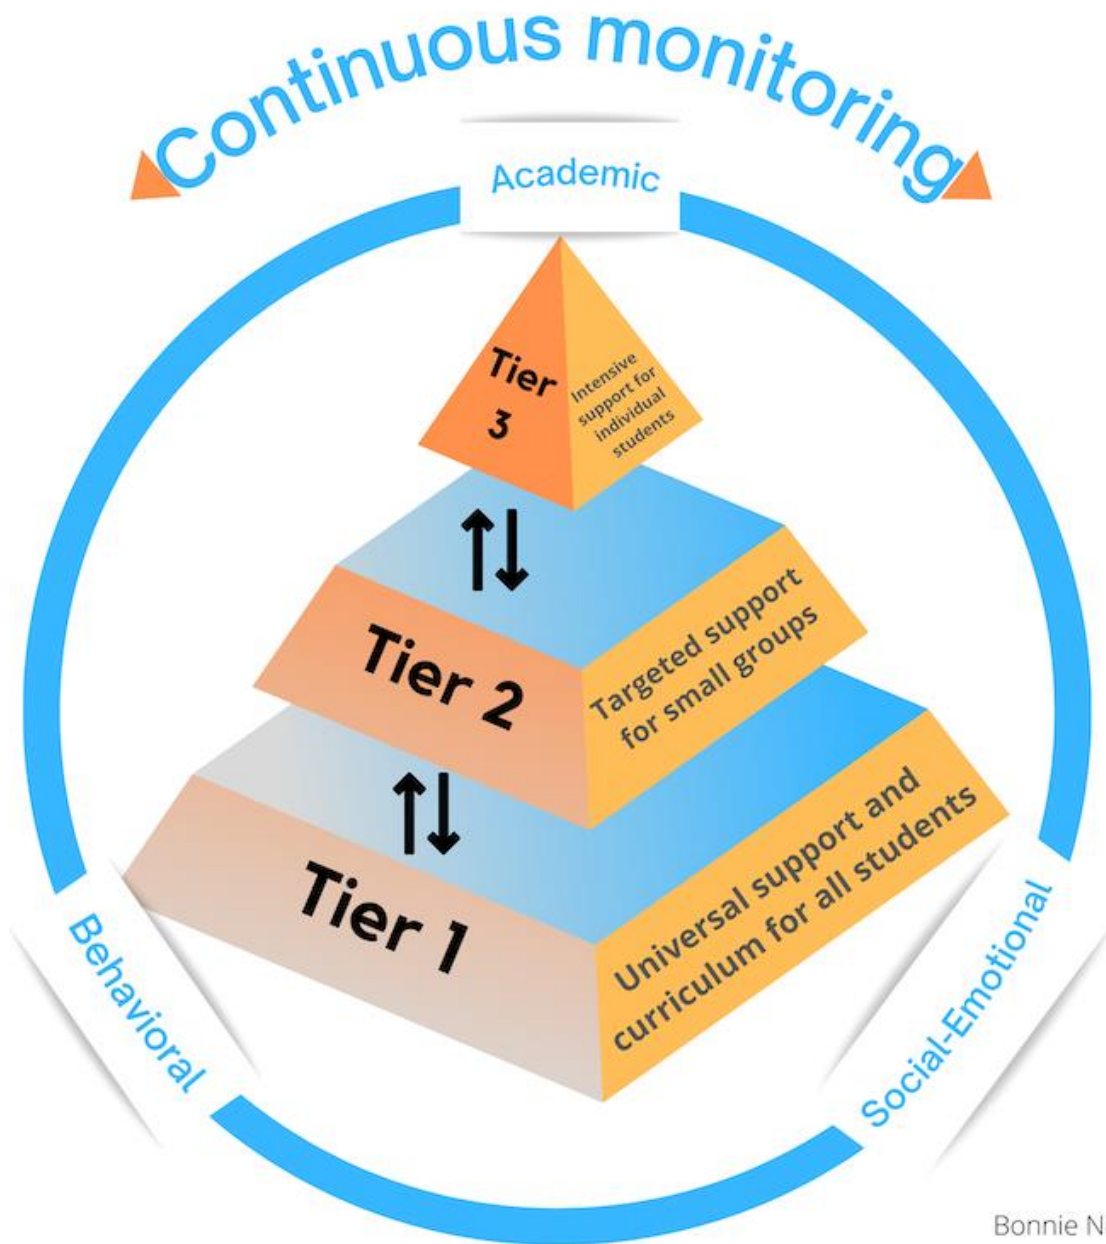 Continuous monitoring
Academic
Tier
3
Intensive
support for
individual
students
Tier 2
Targeted support
for small groups
Tier 1
Universal support and
curriculum for all students
Behavioral
Social-Emotional
Bonnie N